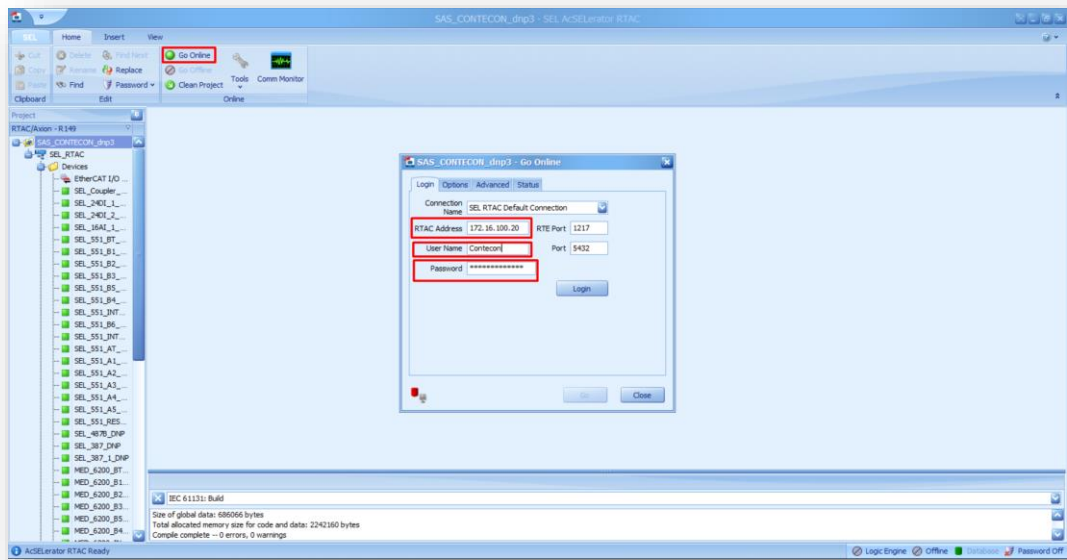 SAS_CONTECON_dnp3 - SEL AcSELerator RTAC
SEL Home Insert View
Cut Delete Find Next Go Online
Copy Rename Replace Go Offline
Paste Find Password Clean Project Tools Comm Monitor
Clipboard Edit Online
Project
RTAC/Axion - R149
SAS_CONTECON_dnp3
SEL_RTAC
Devices
EtherCAT I/O ...
SEL_Coupler_...
SEL_24DI_1_...
SEL_24DI_2_...
SEL_16AI_1_...
SEL_551_BT_...
SEL_551_B1_...
SEL_551_B2_...
SEL_551_B3_...
SEL_551_B5_...
SEL_551_B4_...
SEL_551_INT...
SEL_551_B6_...
SEL_551_INT...
SEL_551_AT_...
SEL_551_A1_...
SEL_551_A2_...
SEL_551_A3_...
SEL_551_A4_...
SEL_551_A5_...
SEL_551_RES...
SEL_487B_DNP
SEL_387_DNP
SEL_387_1_DNP
MED_6200_BT...
MED_6200_B1...
MED_6200_B2...
MED_6200_B3...
MED_6200_B5...
MED_6200_B4...
SAS_CONTECON_dnp3 - Go Online
Login Options Advanced Status
Connection Name SEL RTAC Default Connection
RTAC Address 172.16.100.20 RTE Port 1217
User Name Contecon Port 5432
Password *************
Login
Go Close
IEC 61131: Build
Size of global data: 686066 bytes
Total allocated memory size for code and data: 2242160 bytes
Compile complete -- 0 errors, 0 warnings
AcSELerator RTAC Ready Logic Engine Offline Database Password Off